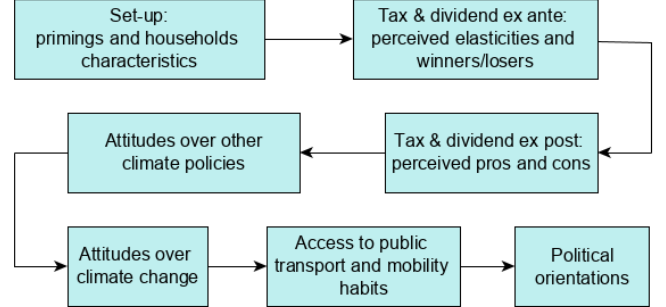 Set-up:
primings and households
characteristics
Tax & dividend ex ante:
perceived elasticities and
winners/losers
Attitudes over other
climate policies
Tax & dividend ex post:
perceived pros and cons
Attitudes over
climate change
Access to public
transport and mobility
habits
Political
orientations